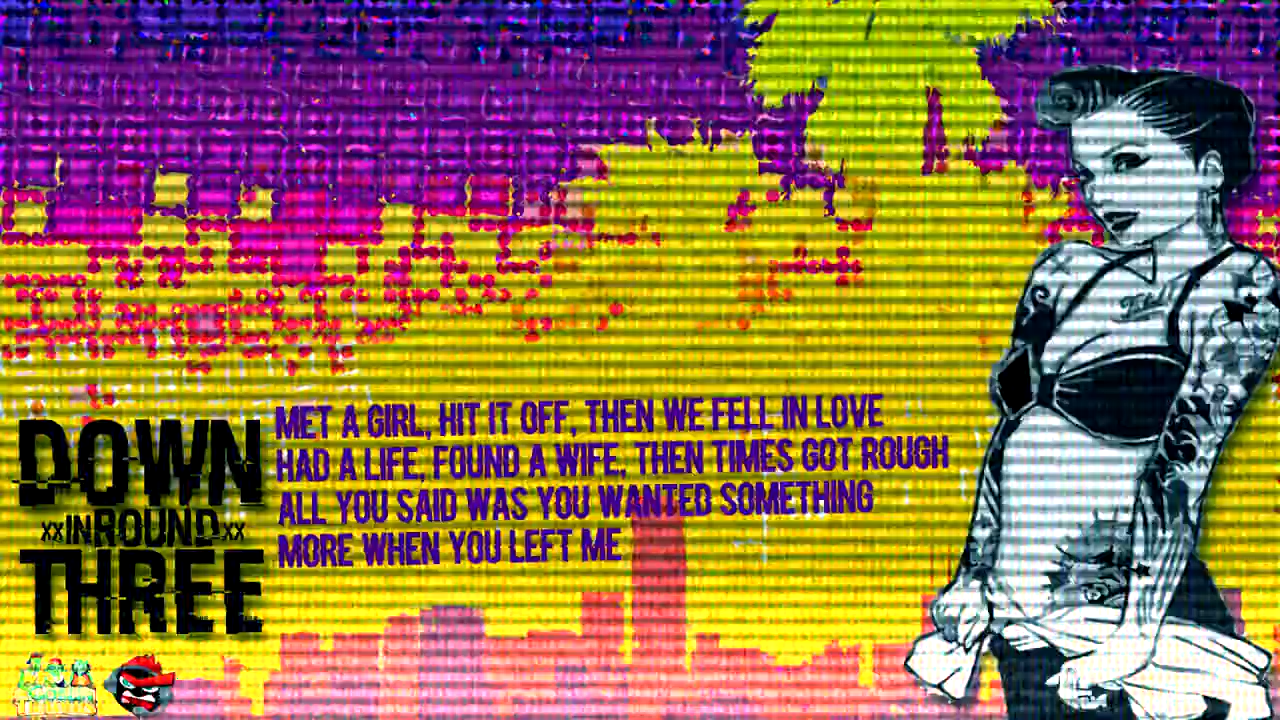 DOWN
xxINROUNDxx
THREE
MET A GIRL, HIT IT OFF, THEN WE FELL IN LOVE
HAD A LIFE, FOUND A WIFE, THEN TIMES GOT ROUGH
ALL YOU SAID WAS YOU WANTED SOMETHING
MORE WHEN YOU LEFT ME